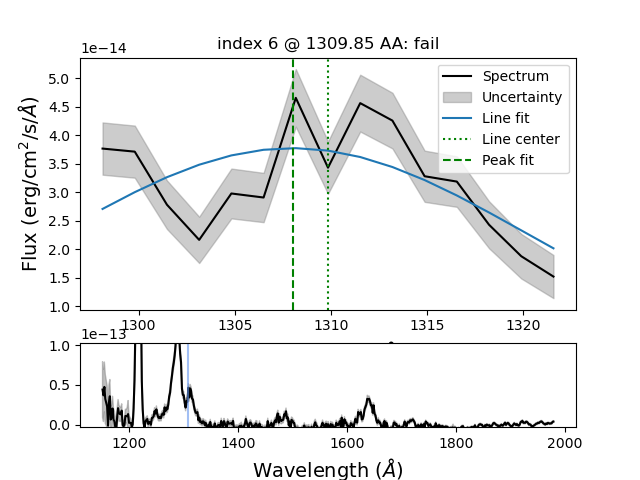 index 6 @ 1309.85 AA: fail
1e−14
Spectrum
Uncertainty
Line fit
Line center
Peak fit
5.0
4.5
4.0
3.5
3.0
2.5
2.0
1.5
1.0
Flux (erg/cm²/s/Å)
1300
1305
1310
1315
1320
1e−13
1.0
0.5
0.0
1200
1400
1600
1800
2000
Wavelength (Å)